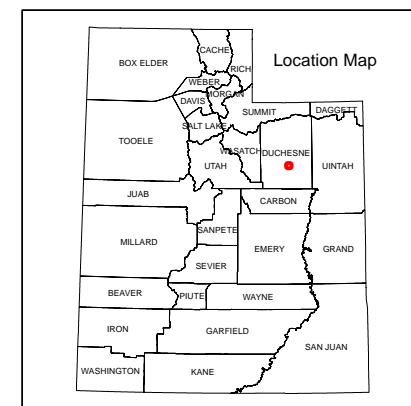 Location Map
CACHE
BOX ELDER
RICH
WEBER
MORGAN
DAVIS
SUMMIT
DAGGETT
SALT LAKE
TOOELE
WASATCH
DUCHESNE
UTAH
UINTAH
JUAB
CARBON
SANPETE
MILLARD
EMERY
GRAND
SEVIER
BEAVER
PIUTE
WAYNE
IRON
GARFIELD
SAN JUAN
WASHINGTON
KANE